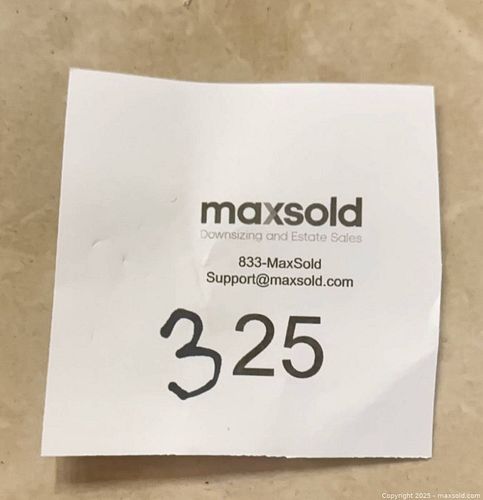 maxsold
Downsizing and Estate Sales
833-MaxSold
Support@maxsold.com
325
Copyright 2025 - maxsold.com